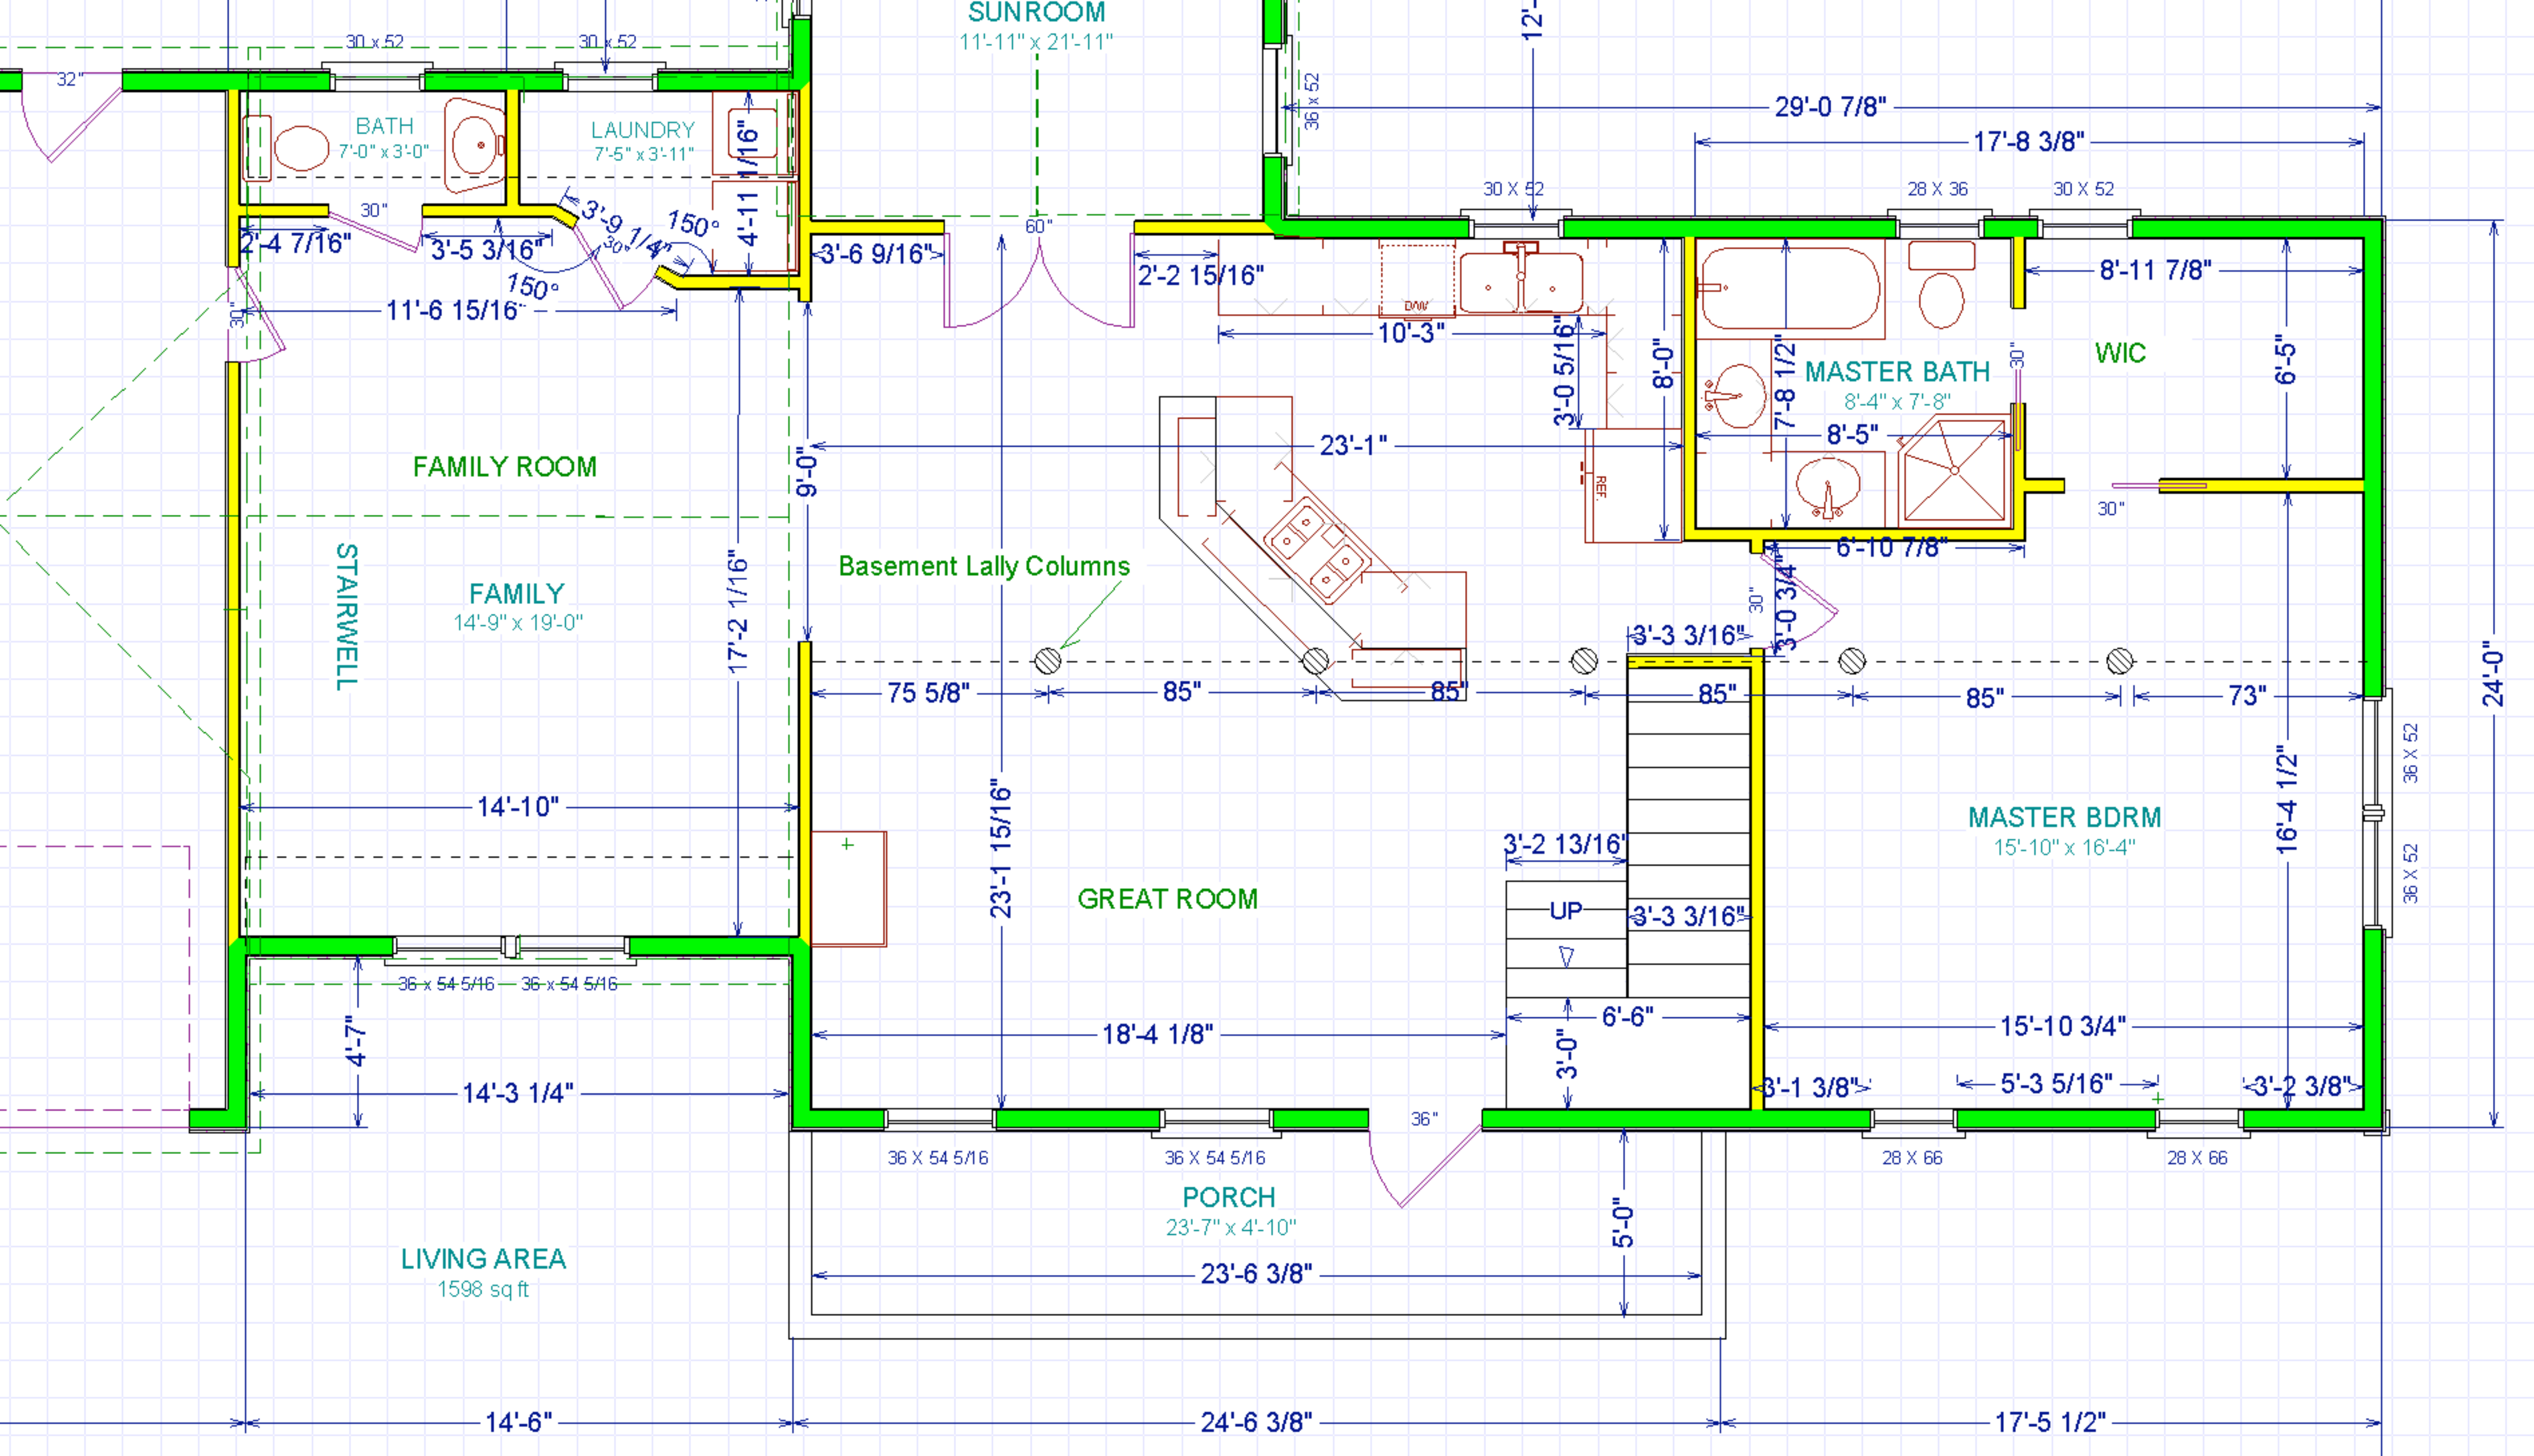 SUNROOM
11'-11" x 21'-11"
12'-
30 x 52
30 x 52
32"
36 x 52
29'-0 7/8"
17'-8 3/8"
BATH
7'-0" x 3'-0"
LAUNDRY
7'-5" x 3'-11"
4'-11 1/16"
30 X 52
28 X 36
30 X 52
30"
2'-4 7/16"
3'-5 3/16"
3'-9 1/4"
30"
150°
150°
60"
3'-6 9/16"
2'-2 15/16"
8'-11 7/8"
11'-6 15/16"
30"
D/W
10'-3"
3'-0 5/16"
8'-0"
7'-8 1/2"
MASTER BATH
8'-4" x 7'-8"
30"
WIC
6'-5"
23'-1"
8'-5"
9'-0"
FAMILY ROOM
REF.
30"
STAIRWELL
FAMILY
14'-9" x 19'-0"
17'-2 1/16"
Basement Lally Columns
6'-10 7/8"
30"
3'-0 3/4"
3'-3 3/16"
24'-0"
75 5/8"
85"
85"
85"
85"
73"
36 X 52
36 X 52
14'-10"
23'-1 15/16"
GREAT ROOM
3'-2 13/16"
UP
3'-3 3/16"
MASTER BDRM
15'-10" x 16'-4"
16'-4 1/2"
36 x 54 5/16
36 x 54 5/16
4'-7"
18'-4 1/8"
6'-6"
3'-0"
15'-10 3/4"
14'-3 1/4"
3'-1 3/8"
5'-3 5/16"
3'-2 3/8"
36"
36 X 54 5/16
36 X 54 5/16
28 X 66
28 X 66
PORCH
23'-7" x 4'-10"
5'-0"
LIVING AREA
1598 sq ft
23'-6 3/8"
14'-6"
24'-6 3/8"
17'-5 1/2"